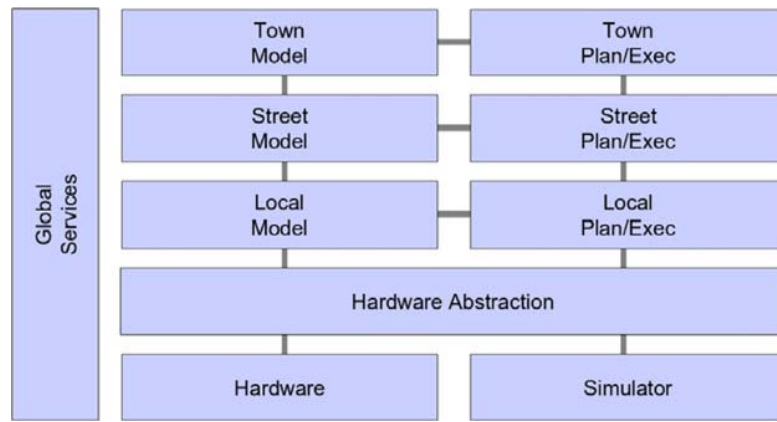 Global
Services
Town
Model
Town
Plan/Exec
Street
Model
Street
Plan/Exec
Local
Model
Local
Plan/Exec
Hardware Abstraction
Hardware
Simulator